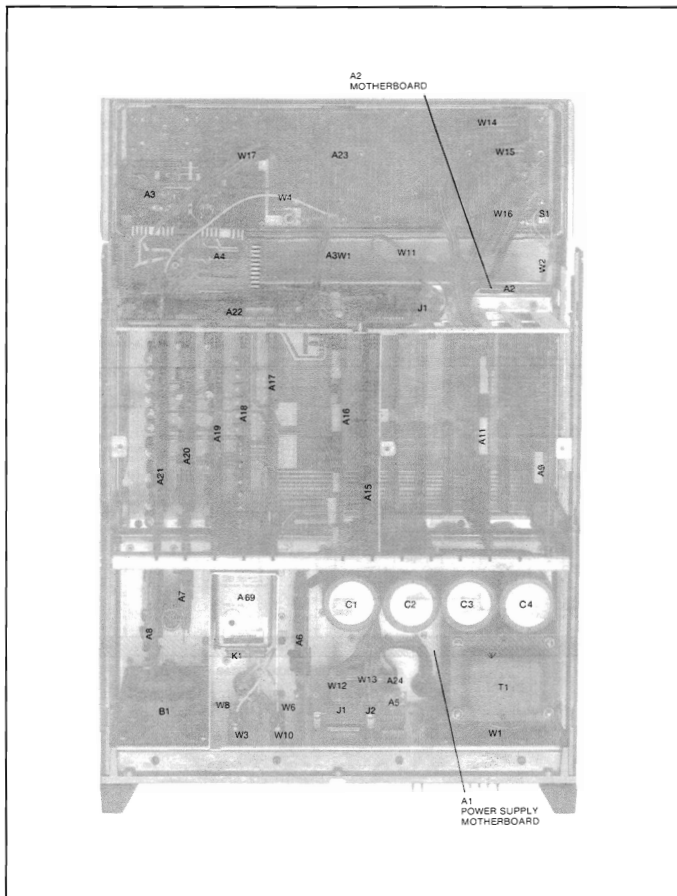 A2
MOTHERBOARD
W14
W17
A23
W15
A3
W4
W16
S1
A4
A3W1
W11
W2
A2
A22
J1
A17
A16
A18
A19
A11
A20
A21
A15
A9
A69
C1
C2
C3
C4
A7
A8
A6
K1
W12
W13
A24
T1
B1
W8
W6
J1
J2
A5
W3
W10
W1
A1
POWER SUPPLY
MOTHERBOARD